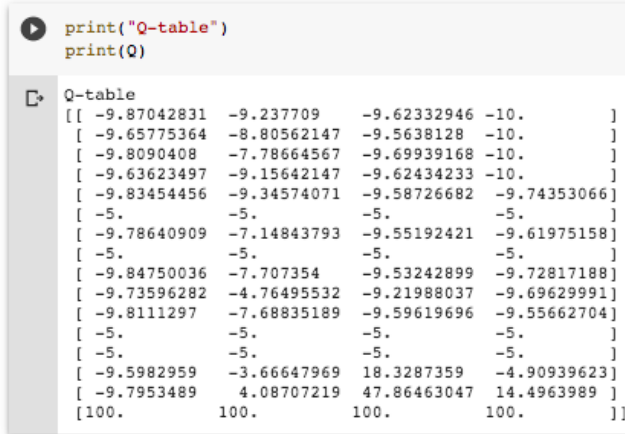 print("Q-table")
print(Q)
Q-table
[[ -9.87042831  -9.237709    -9.62332946 -10.        ]
 [ -9.65775364  -8.80562147  -9.5638128  -10.        ]
 [ -9.8090408   -7.78664567  -9.69939168 -10.        ]
 [ -9.63623497  -9.15642147  -9.62434233 -10.        ]
 [ -9.83454456  -9.34574071  -9.58726682  -9.74353066]
 [ -5.          -5.          -5.          -5.        ]
 [ -9.78640909  -7.14843793  -9.55192421  -9.61975158]
 [ -5.          -5.          -5.          -5.        ]
 [ -9.84750036  -7.707354    -9.53242899  -9.72817188]
 [ -9.73596282  -4.76495532  -9.21988037  -9.69629991]
 [ -9.8111297   -7.68835189  -9.59619696  -9.55662704]
 [ -5.          -5.          -5.          -5.        ]
 [ -5.          -5.          -5.          -5.        ]
 [ -9.5982959   -3.66647969  18.3287359   -4.90939623]
 [ -9.7953489    4.08707219  47.86463047  14.4963989 ]
 [100.         100.         100.         100.        ]]